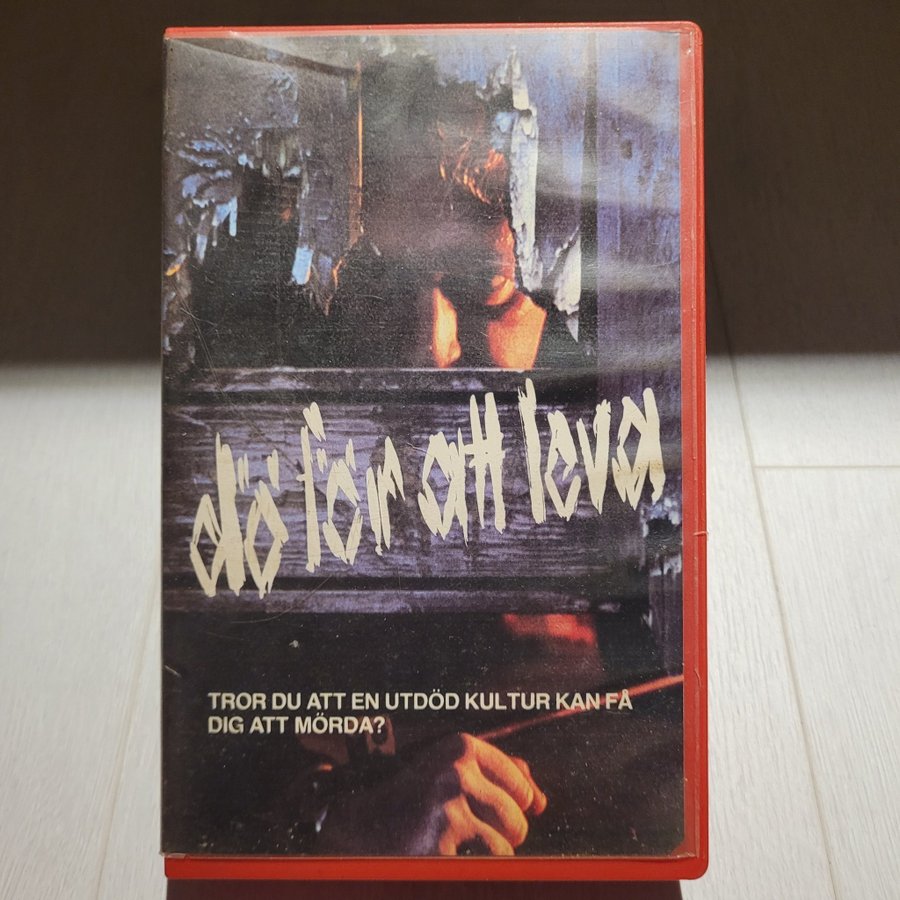 dö för att leva
TROR DU ATT EN UTDÖD KULTUR KAN FÅ
DIG ATT MÖRDA?